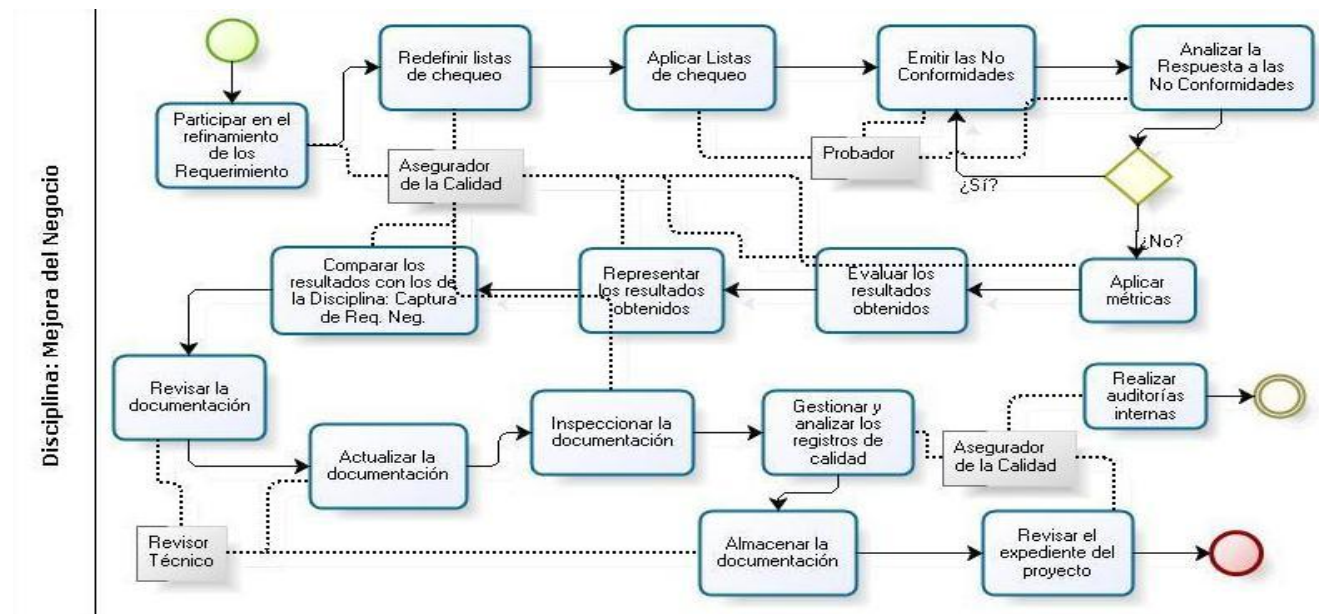 Disciplina: Mejora del Negocio
Participar en el
refinamiento
de los
Requerimiento
Redefinir listas
de chequeo
Aplicar Listas
de chequeo
Emitir las No
Conformidades
Analizar la
Respuesta a las
No Conformidades
Asegurador
de la Calidad
Probador
¿Sí?
¿No?
Comparar los
resultados con los de
la Disciplina: Captura
de Req. Neg.
Representar
los resultados
obtenidos
Evaluar los
resultados
obtenidos
Aplicar
métricas
Revisar la
documentación
Actualizar la
documentación
Inspeccionar la
documentación
Gestionar y
analizar los
registros de
calidad
Asegurador
de la Calidad
Realizar
auditorías
internas
Revisor
Técnico
Almacenar la
documentación
Revisar el
expediente del
proyecto